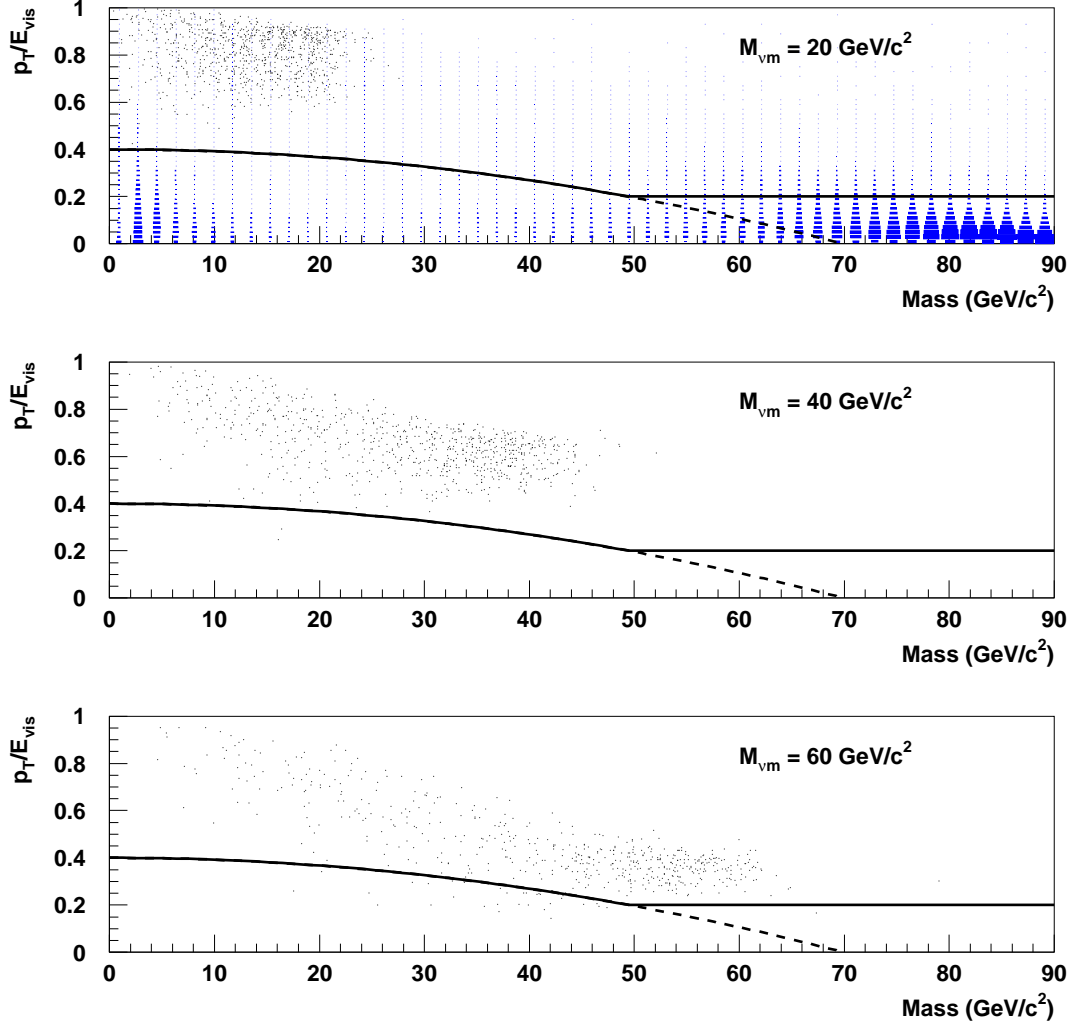 p_T/E_vis
1
0.8
0.6
0.4
0.2
0
M_νm = 20 GeV/c²
0 10 20 30 40 50 60 70 80 90
Mass (GeV/c²)
p_T/E_vis
1
0.8
0.6
0.4
0.2
0
M_νm = 40 GeV/c²
0 10 20 30 40 50 60 70 80 90
Mass (GeV/c²)
p_T/E_vis
1
0.8
0.6
0.4
0.2
0
M_νm = 60 GeV/c²
0 10 20 30 40 50 60 70 80 90
Mass (GeV/c²)